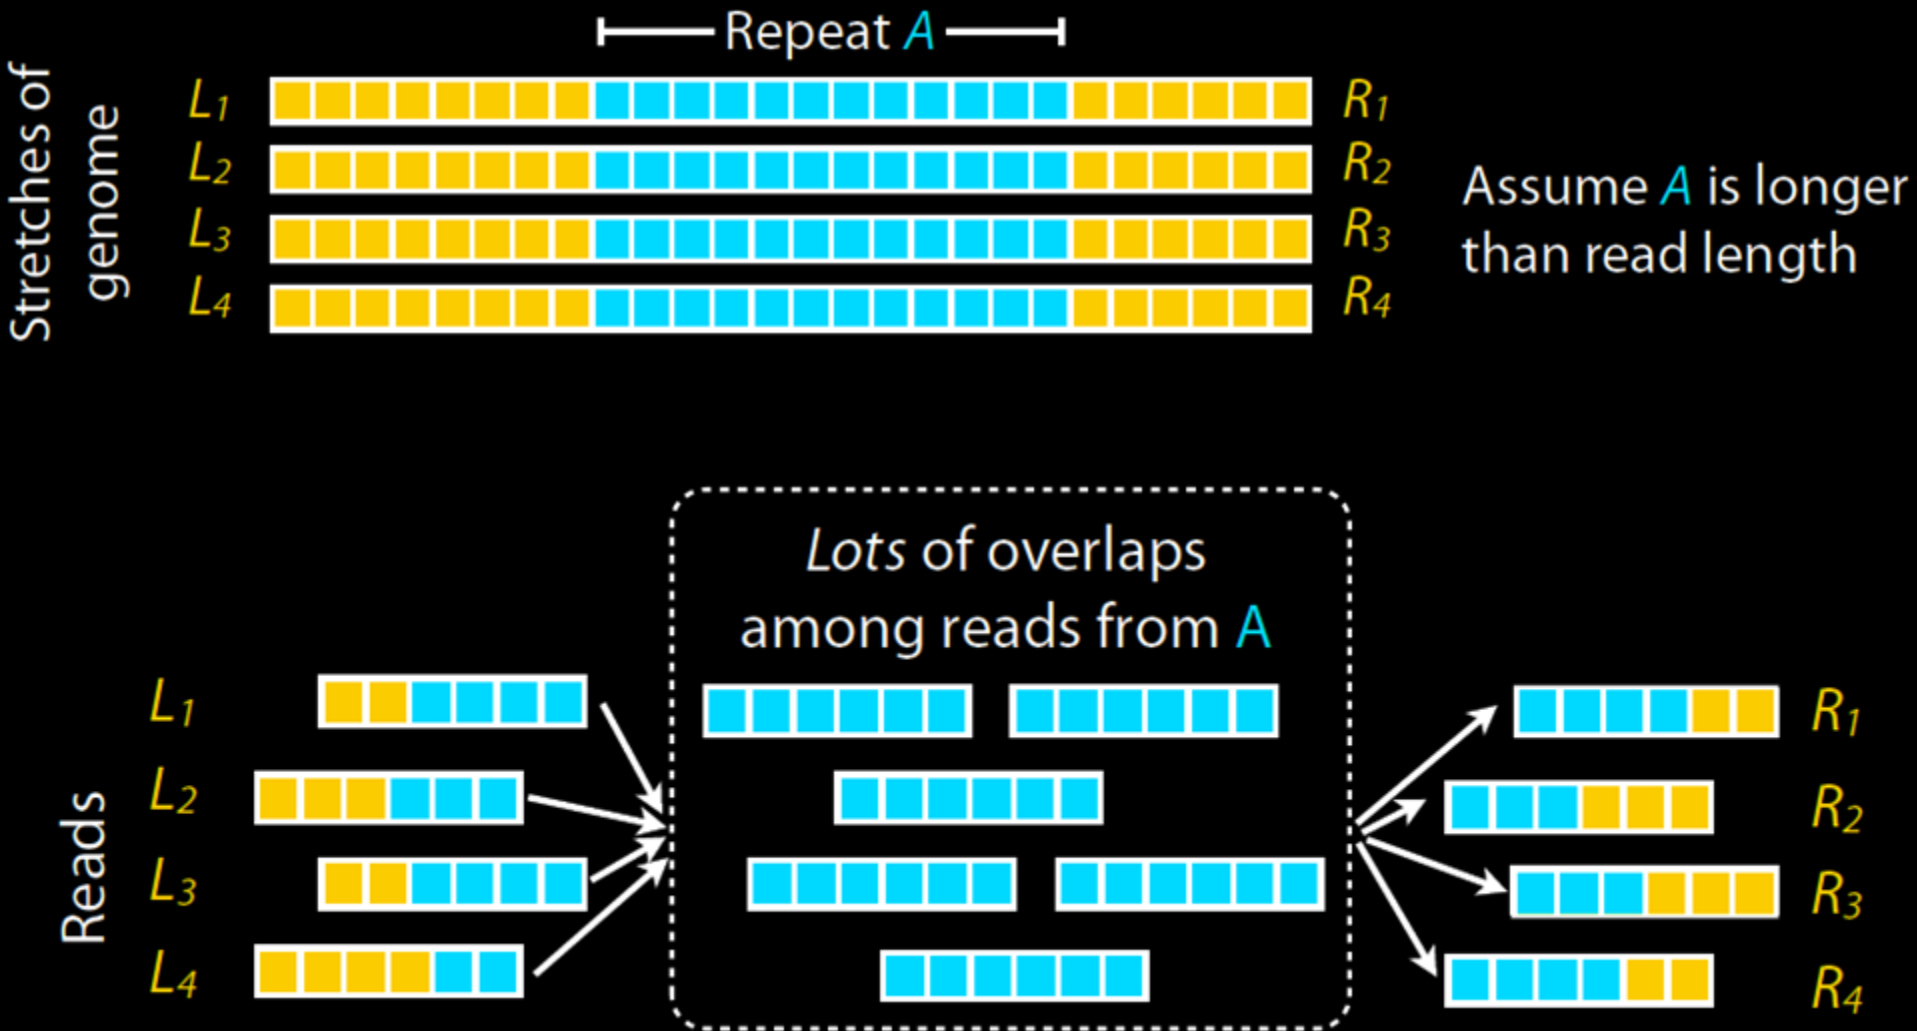 Repeat A
Stretches of
genome
L1
R1
L2
R2
L3
R3
L4
R4
Assume A is longer
than read length
Lots of overlaps
among reads from A
Reads
L1
R1
L2
R2
L3
R3
L4
R4